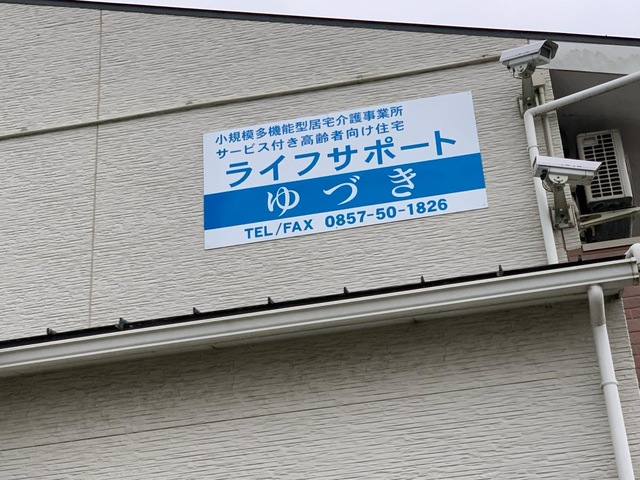 小規模多機能型居宅介護事業所
サービス付き高齢者向け住宅
ライフサポート
ゆづき
TEL/FAX 0857-50-1826